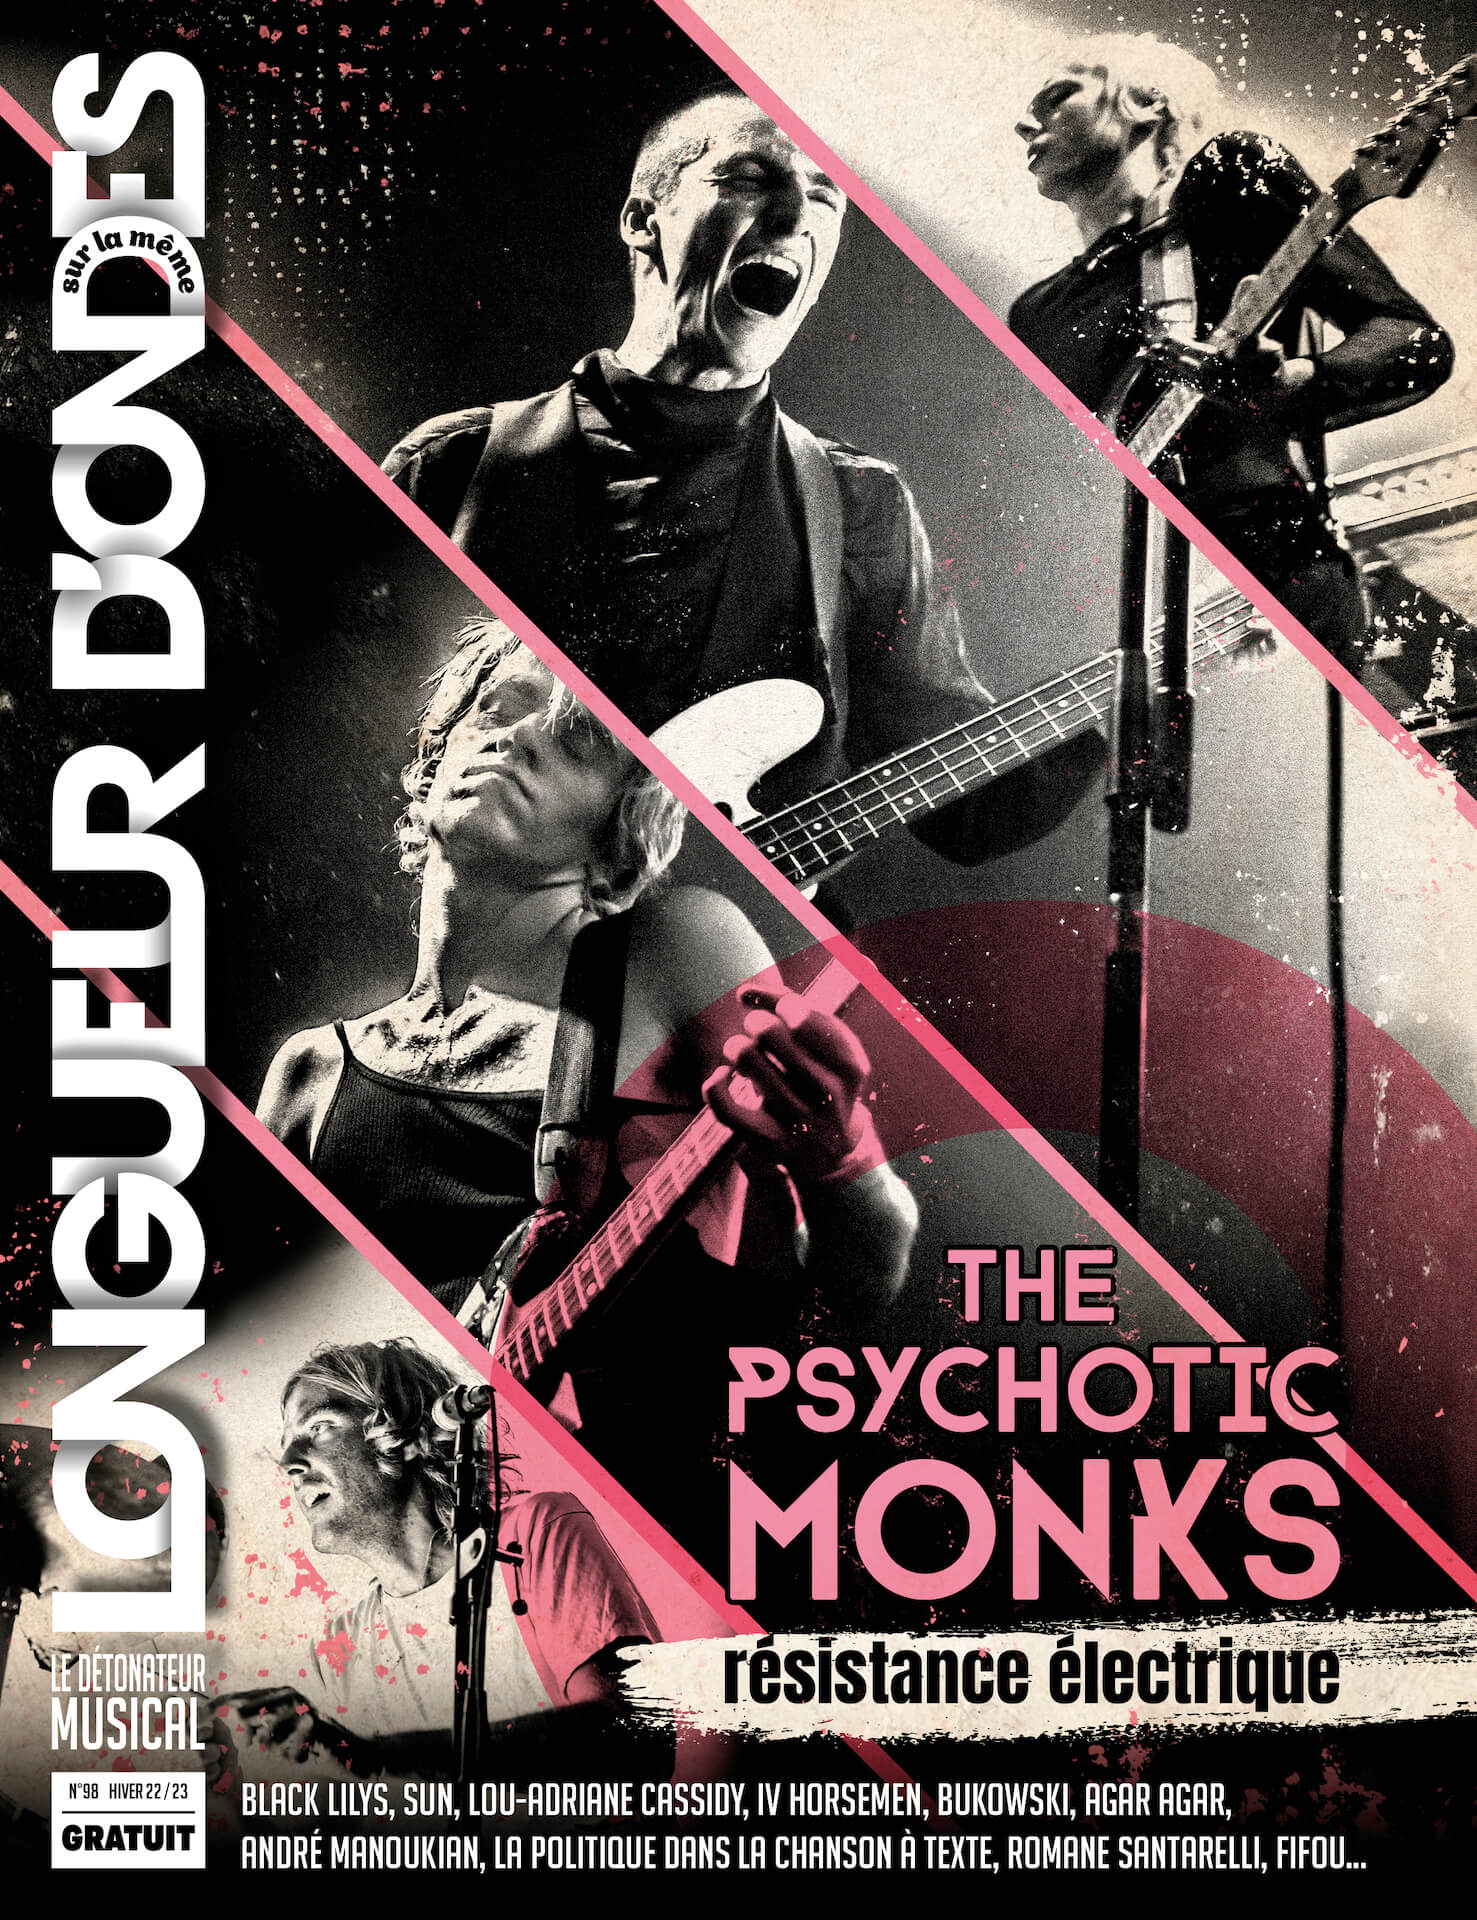 sur la même
LONGUEUR D'ONDES
LE DÉTONATEUR
MUSICAL
N°98 HIVER 22/23
GRATUIT
THE
PSYCHOTIC
MONKS
résistance électrique
BLACK LILYS, SUN, LOU-ADRIANE CASSIDY, IV HORSEMEN, BUKOWSKI, AGAR AGAR,
ANDRÉ MANOUKIAN, LA POLITIQUE DANS LA CHANSON À TEXTE, ROMANE SANTARELLI, FIFOU...